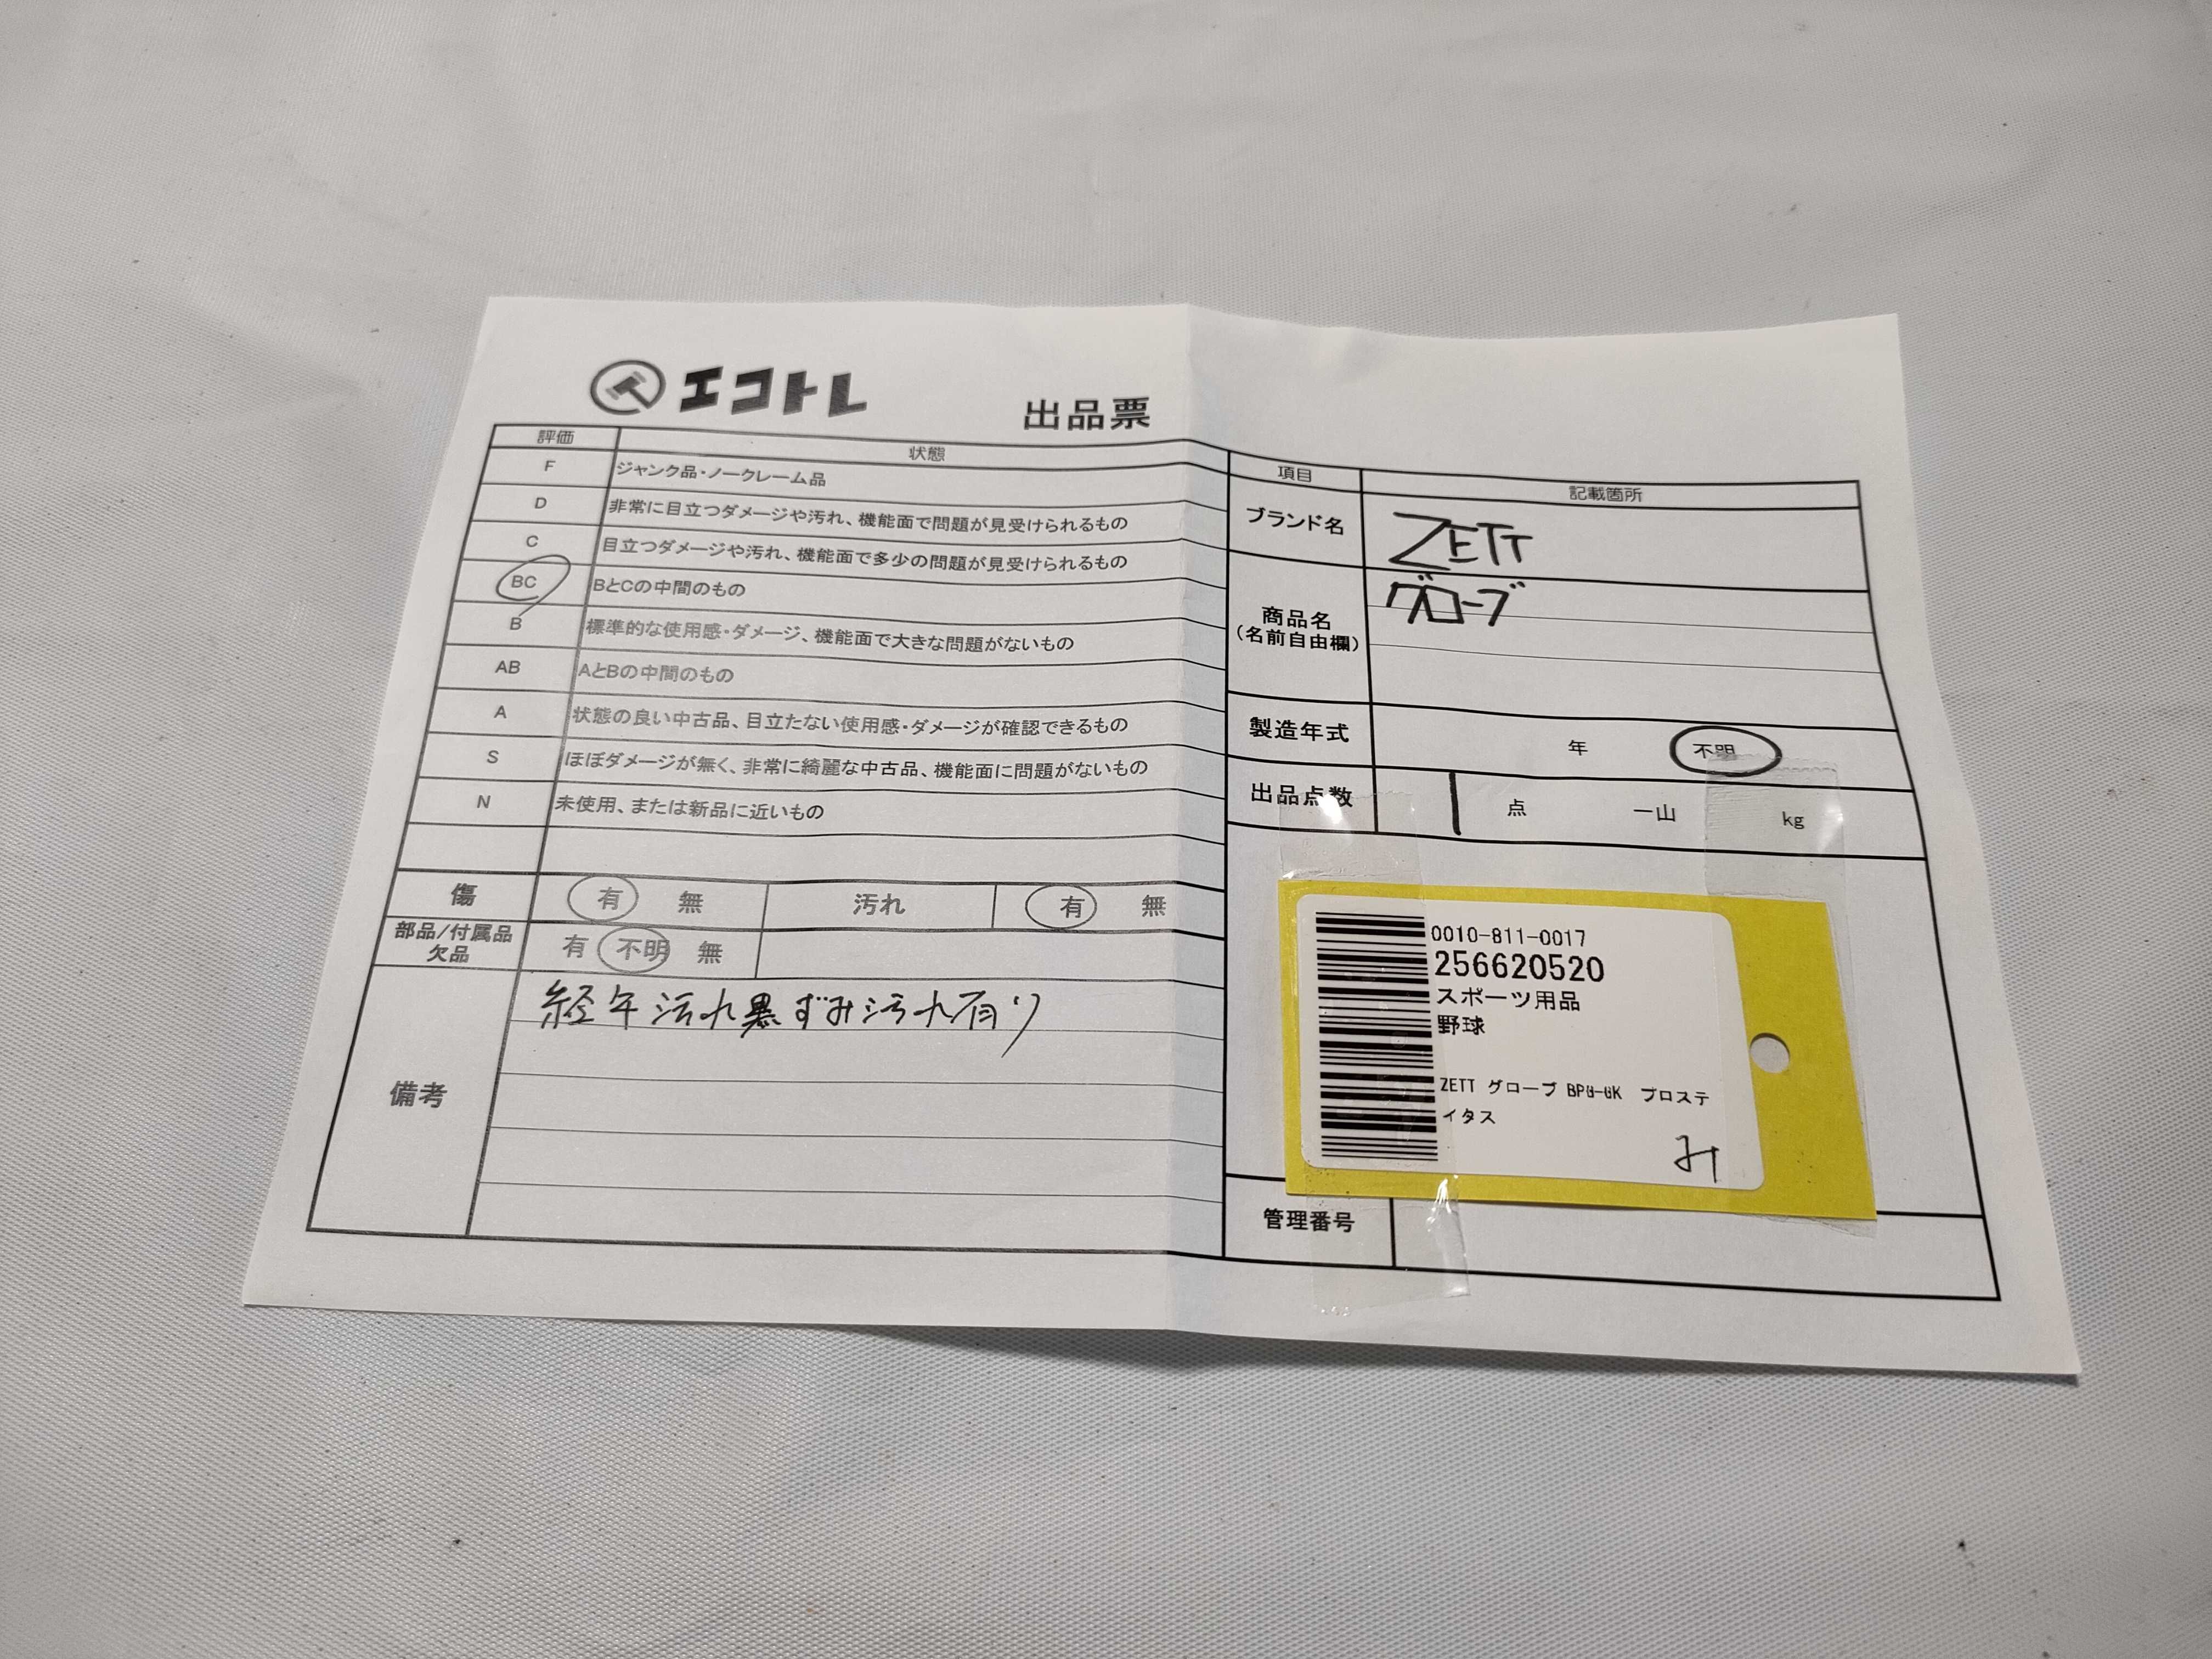 エコトレ
出品票
評価 状態
F ジャンク品・ノークレーム品
D 非常に目立つダメージや汚れ、機能面で問題が見受けられるもの
C 目立つダメージや汚れ、機能面で多少の問題が見受けられるもの
BC BとCの中間のもの
B 標準的な使用感・ダメージ、機能面で大きな問題がないもの
AB AとBの中間のもの
A 状態の良い中古品、目立たない使用感・ダメージが確認できるもの
S ほぼダメージが無く、非常に綺麗な中古品、機能面に問題がないもの
N 未使用、または新品に近いもの
傷 有 無 汚れ 有 無
部品/付属品
欠品 有 不明 無
備考 経年汚れ黒ずみ汚れ有り
項目 記載箇所
ブランド名 ZETT
商品名
(名前自由欄) グローブ
製造年式 年 不明
出品点数 1 点 一山 kg
0010-811-0017
256620520
スポーツ用品
野球
ZETT グローブ プロステ
イタス
み
管理番号